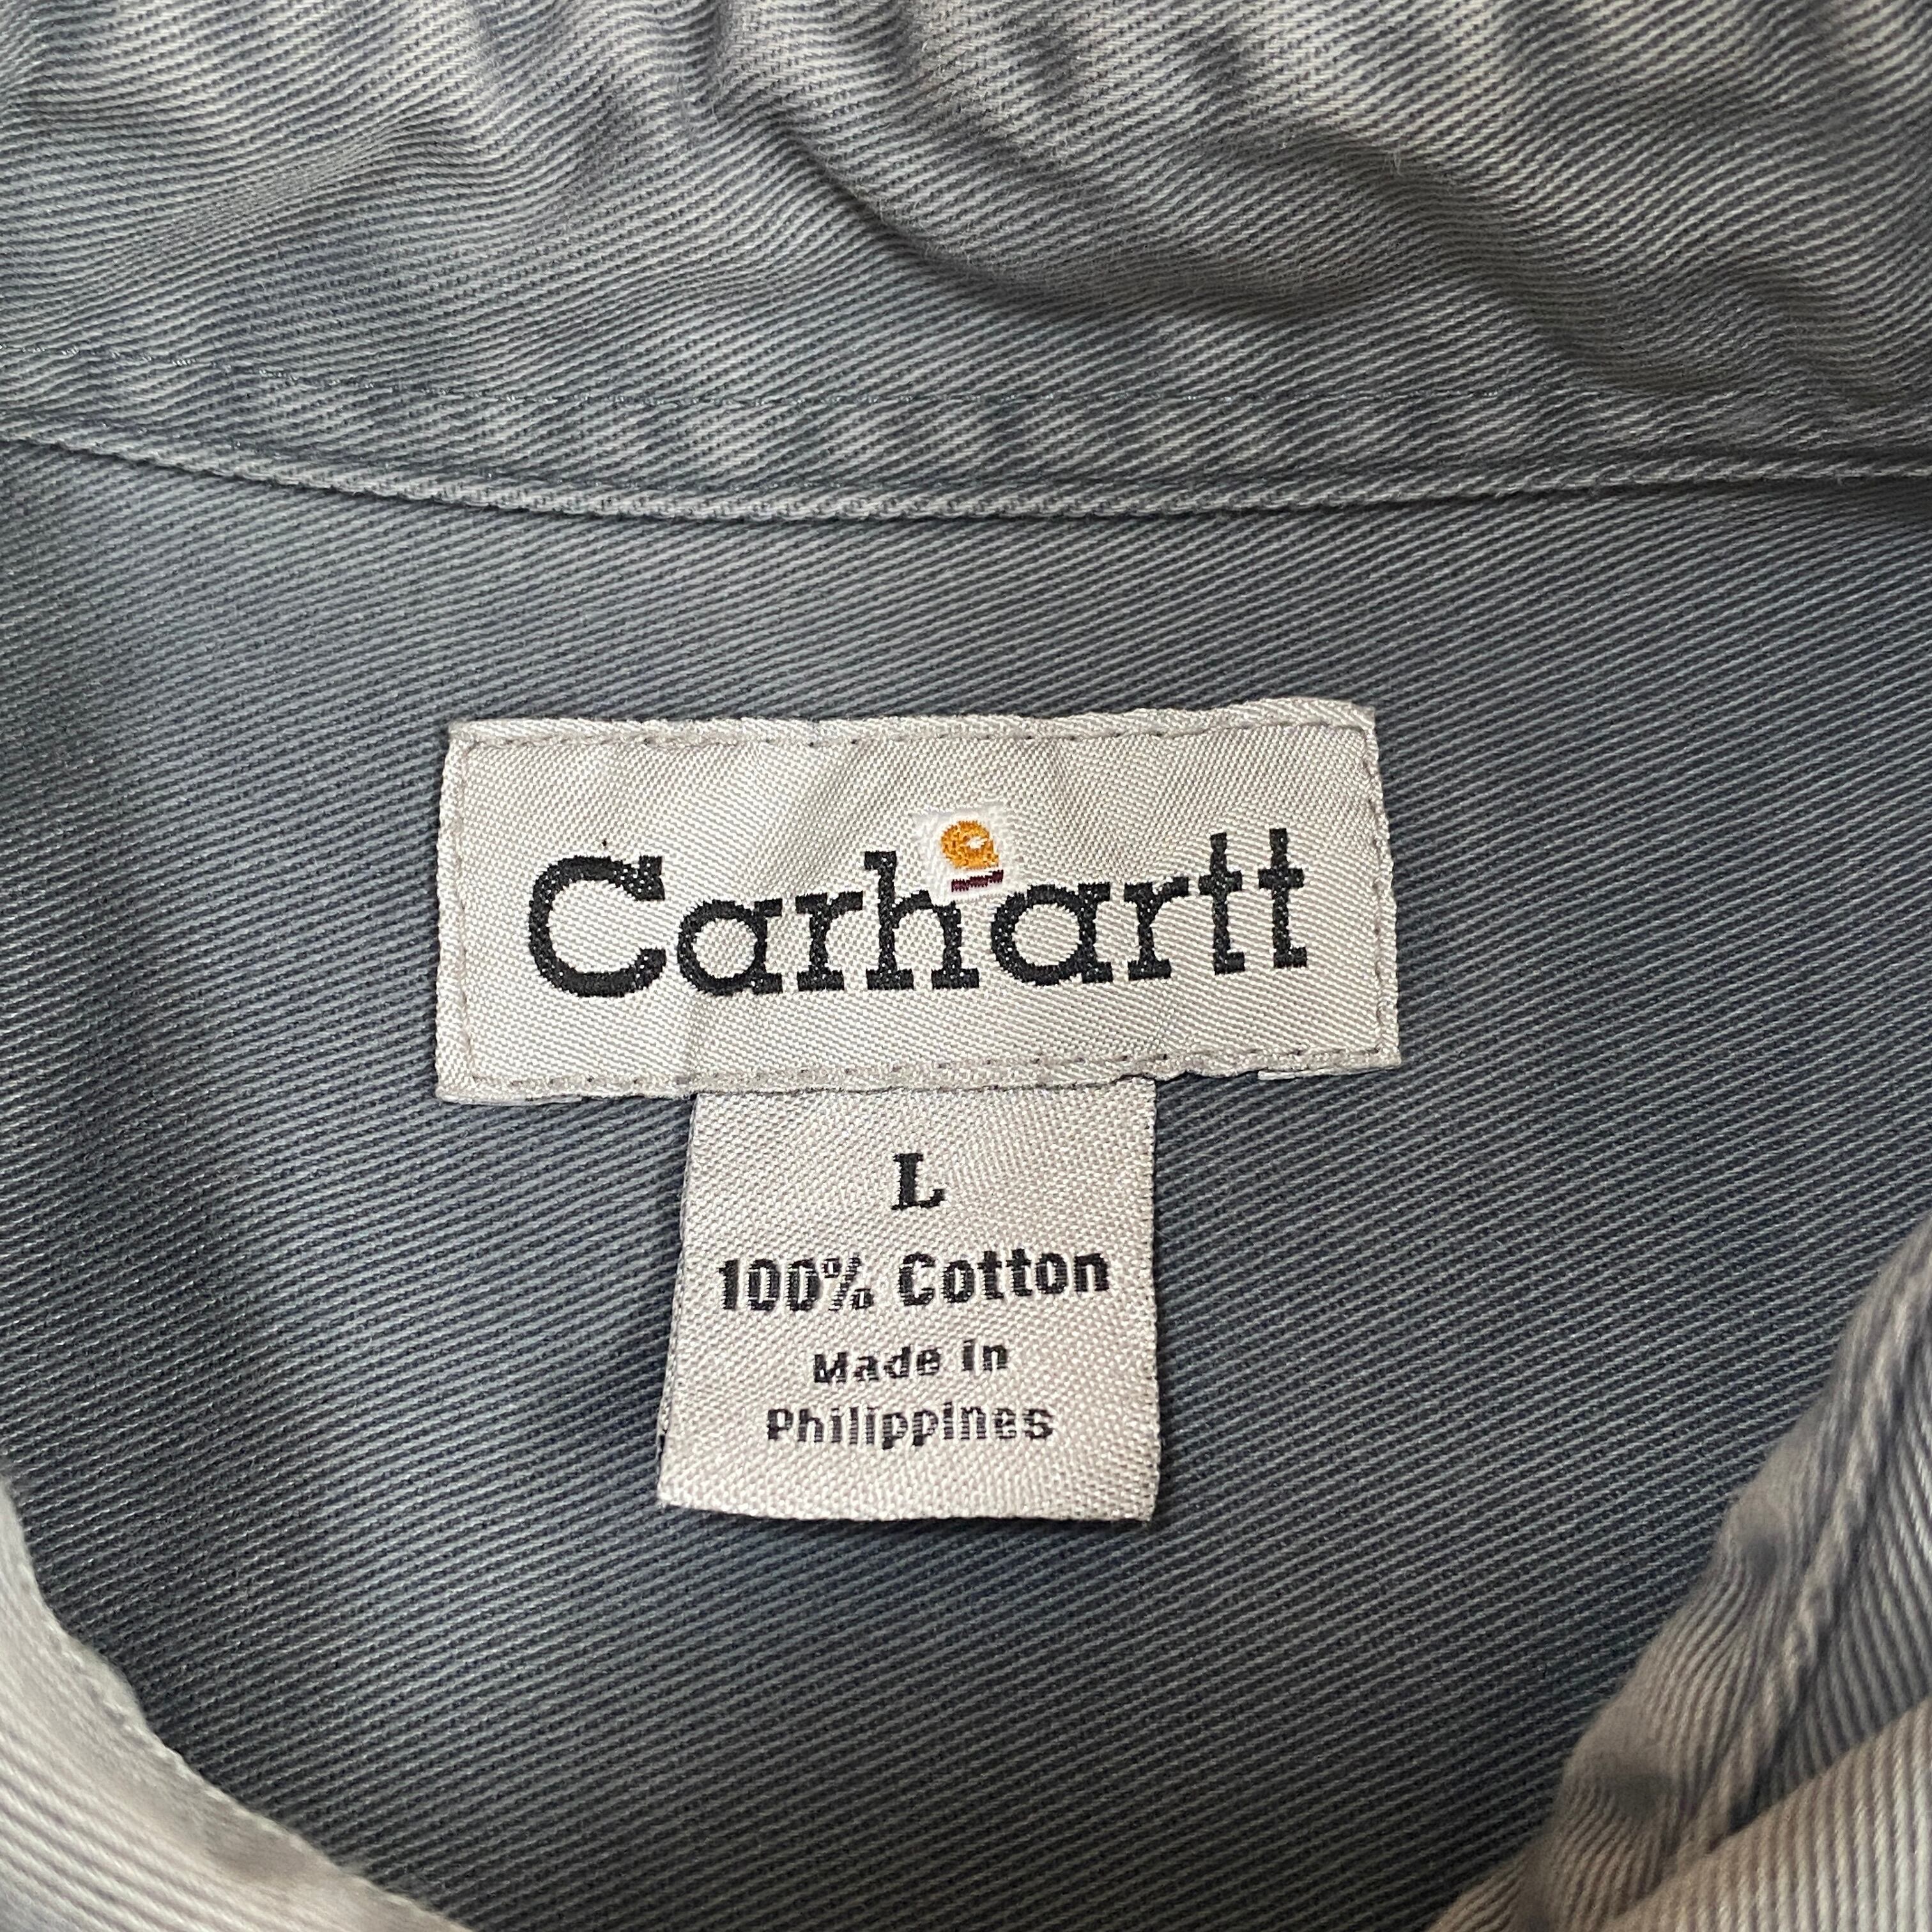 Carhartt
L
100% Cotton
Made in
Philippines